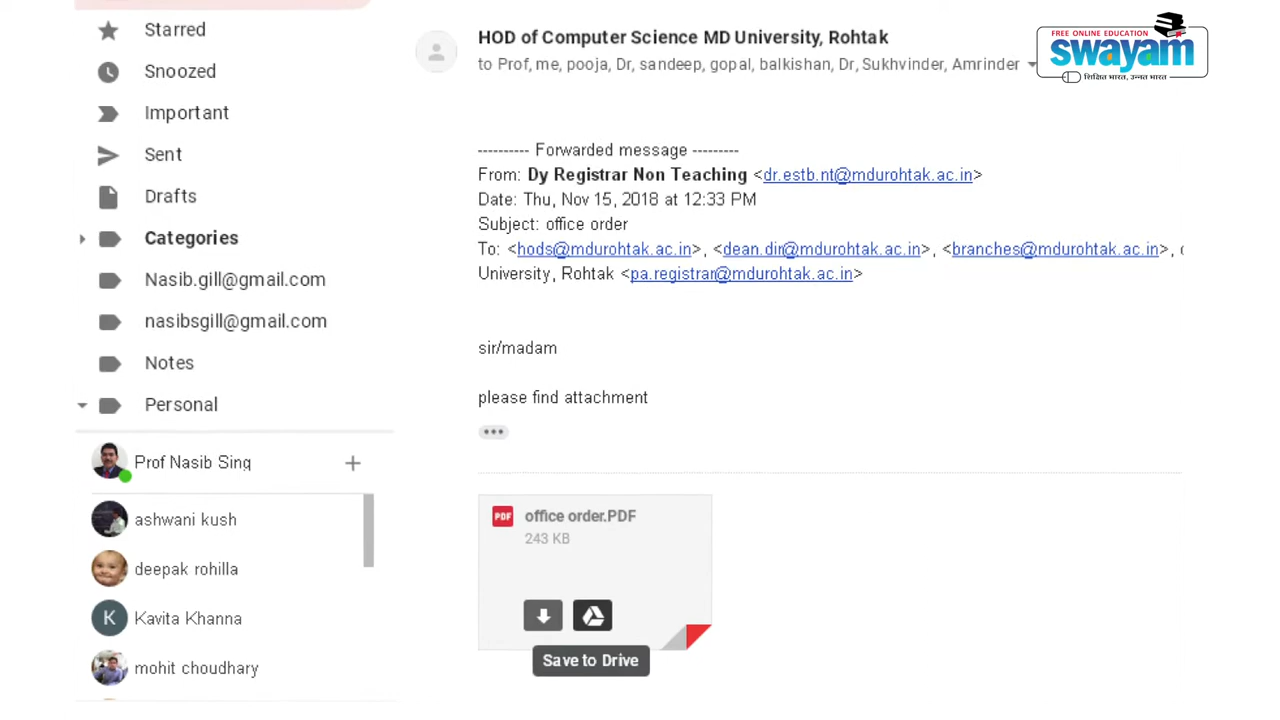 Starred
Snoozed
Important
Sent
Drafts
Categories
Nasib.gill@gmail.com
nasibsgill@gmail.com
Notes
Personal
Prof Nasib Sing
ashwani kush
deepak rohilla
K
Kavita Khanna
mohit choudhary
HOD of Computer Science MD University, Rohtak
to Prof, me, pooja, Dr, sandeep, gopal, balkishan, Dr, Sukhvinder, Amrinder
---------- Forwarded message ---------
From: Dy Registrar Non Teaching <dr.estb.nt@mdurohtak.ac.in>
Date: Thu, Nov 15, 2018 at 12:33 PM
Subject: office order
To: <hods@mdurohtak.ac.in>, <dean.dir@mdurohtak.ac.in>, <branches@mdurohtak.ac.in>,
University, Rohtak <pa.registrar@mdurohtak.ac.in>
sir/madam
please find attachment
PDF office order.PDF
243 KB
Save to Drive
FREE ONLINE EDUCATION
swayam
शिक्षित भारत, उन्नत भारत